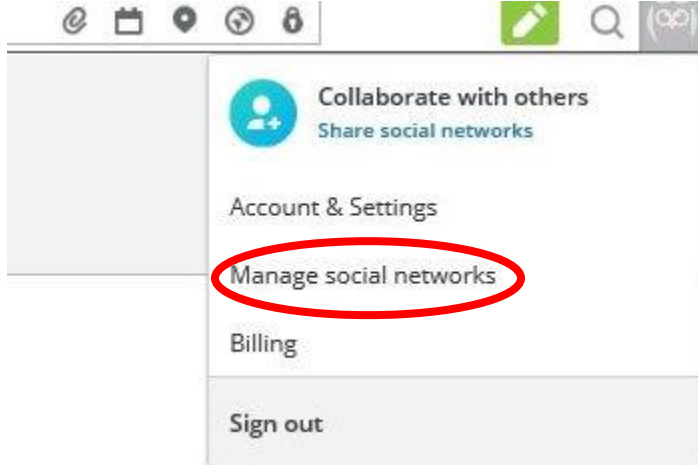 Collaborate with others
Share social networks
Account & Settings
Manage social networks
Billing
Sign out